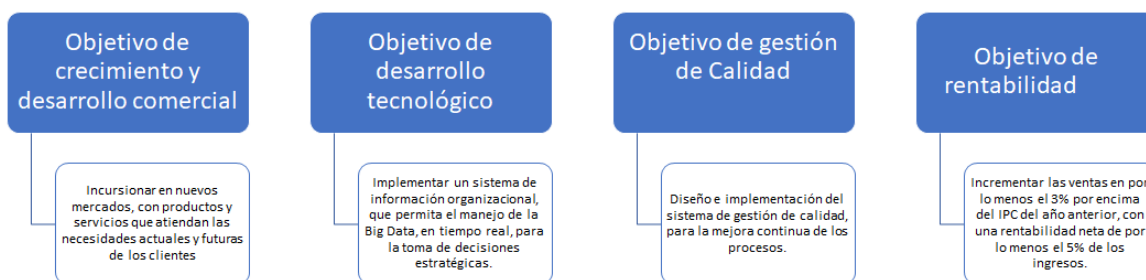 Objetivo de
crecimiento y
desarrollo comercial
Incursionar en nuevos
mercados, con productos y
servicios que atiendan las
necesidades actuales y futuras
de los clientes
Objetivo de
desarrollo
tecnológico
Implementar un sistema de
información organizacional,
que permita el manejo de la
Big Data, en tiempo real, para
la toma de decisiones
estratégicas.
Objetivo de gestión
de Calidad
Diseño e implementación del
sistema de gestión de calidad,
para la mejora continua de los
procesos.
Objetivo de
rentabilidad
Incrementar las ventas en por
lo menos el 3% por encima
del IPC del año anterior, con
una rentabilidad neta de por
lo menos el 5% de los
ingresos.